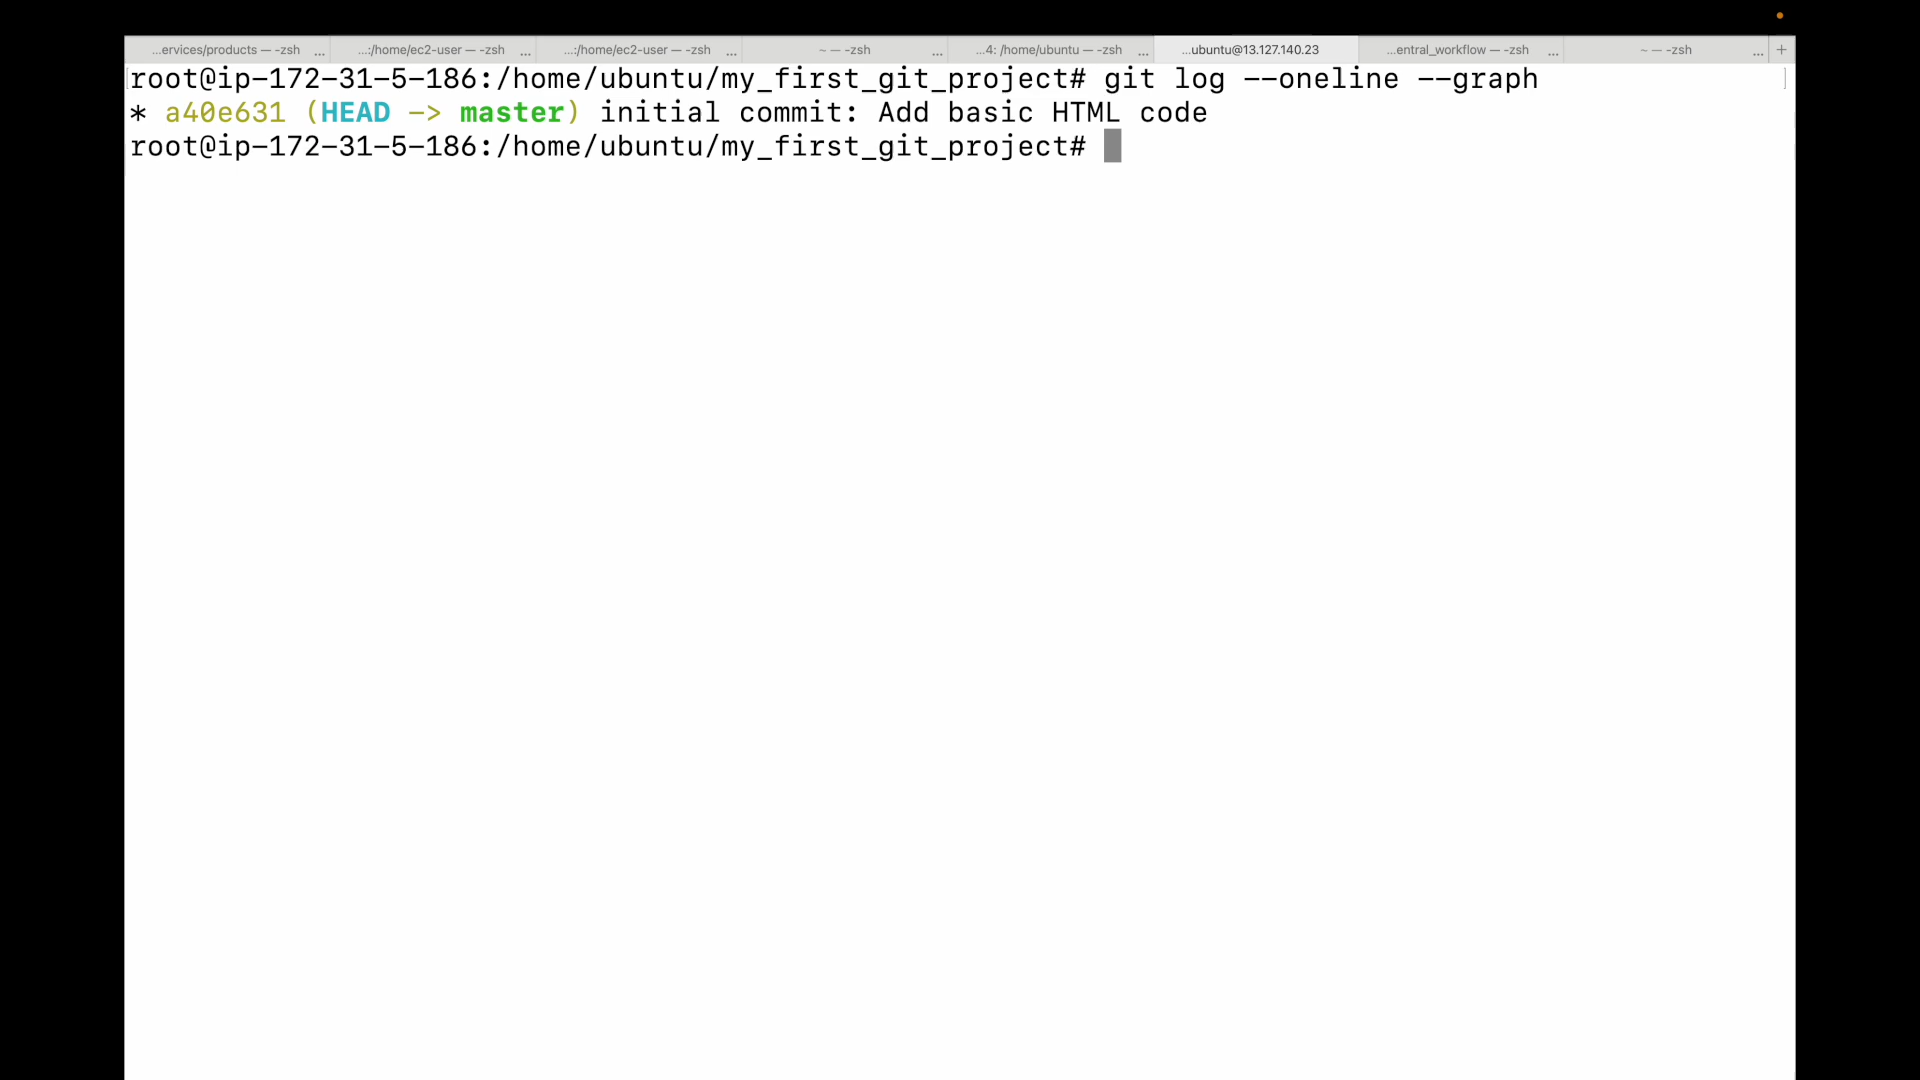 ...ervices/products — -zsh ... ...:/home/ec2-user — -zsh ... ...:/home/ec2-user — -zsh ... ~ — -zsh ... ...4: /home/ubuntu — -zsh ... ...ubuntu@13.127.140.23 ...entral_workflow — -zsh ... ~ — -zsh ... +
root@ip-172-31-5-186:/home/ubuntu/my_first_git_project# git log --oneline --graph
* a40e631 (HEAD -> master) initial commit: Add basic HTML code
root@ip-172-31-5-186:/home/ubuntu/my_first_git_project#